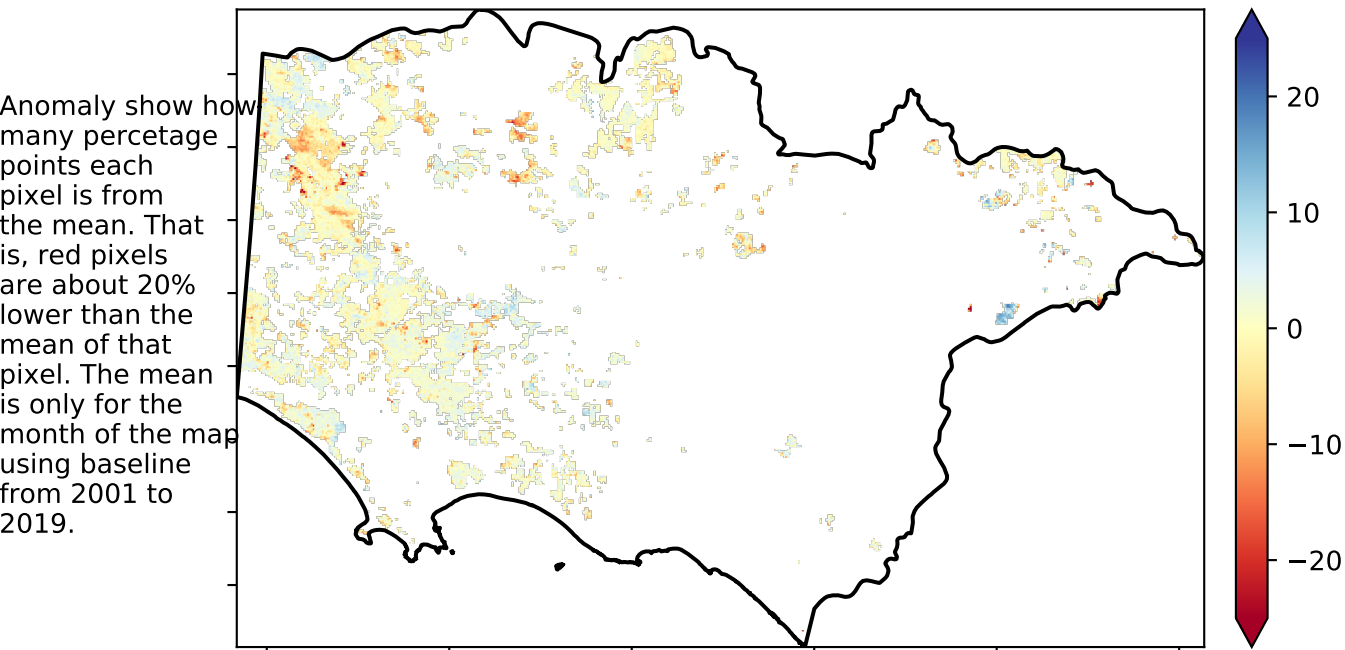 Anomaly show how
many percetage
points each
pixel is from
the mean. That
is, red pixels
are about 20%
lower than the
mean of that
pixel. The mean
is only for the
month of the map
using baseline
from 2001 to
2019.
20
10
0
−10
−20